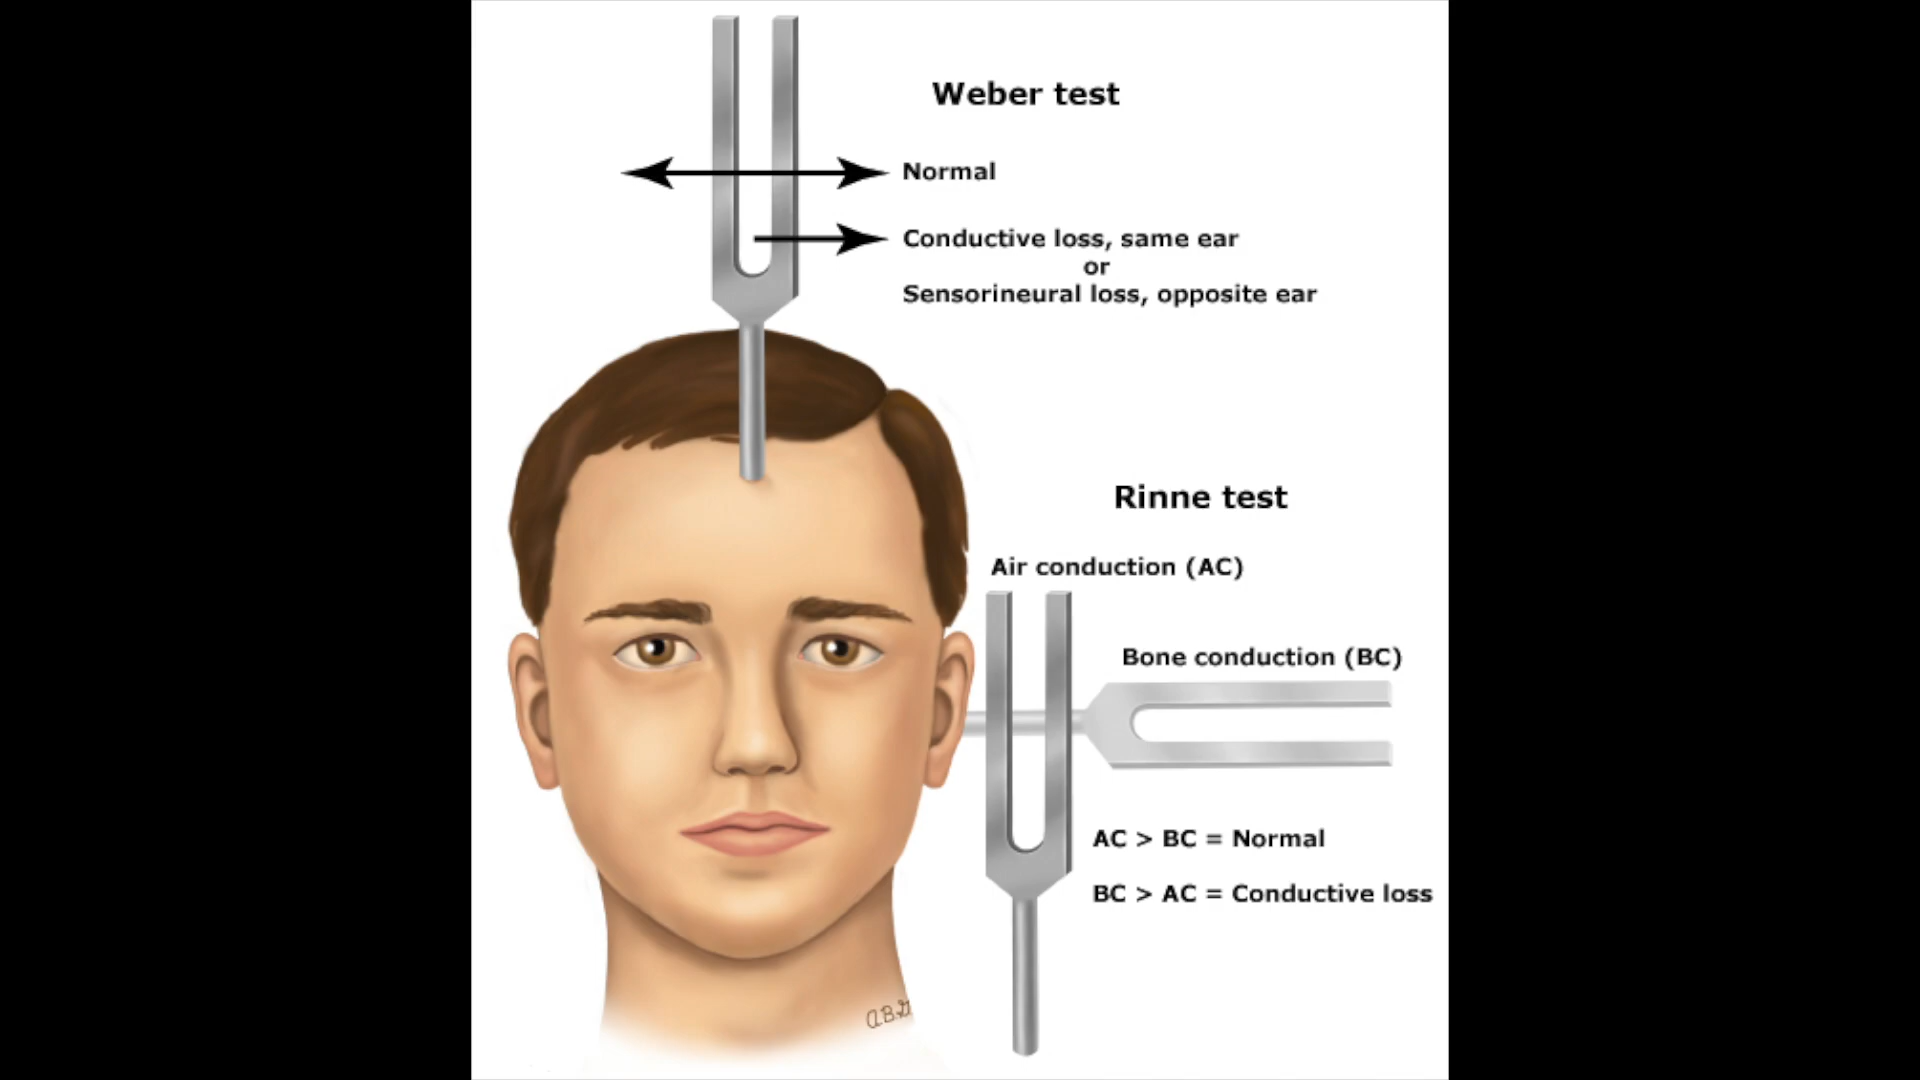 Weber test
Normal
Conductive loss, same ear
or
Sensorineural loss, opposite ear
Rinne test
Air conduction (AC)
Bone conduction (BC)
AC > BC = Normal
BC > AC = Conductive loss